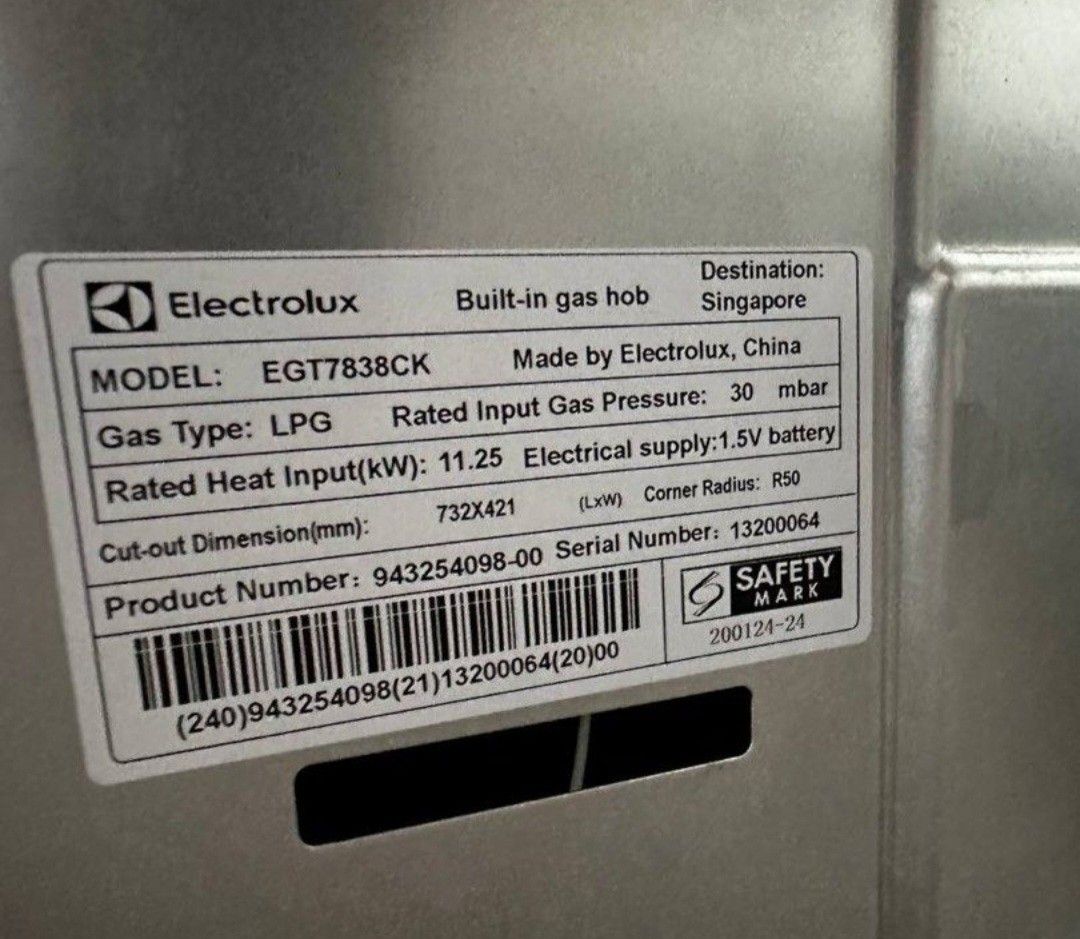 Electrolux Built-in gas hob Destination:
Singapore
MODEL: EGT7838CK Made by Electrolux, China
Gas Type: LPG Rated Input Gas Pressure: 30 mbar
Rated Heat Input(kW): 11.25 Electrical supply:1.5V battery
Cut-out Dimension(mm): 732X421 (LxW) Corner Radius: R50
Product Number: 943254098-00 Serial Number: 13200064
SAFETY
MARK
200124-24
(240)943254098(21)13200064(20)00